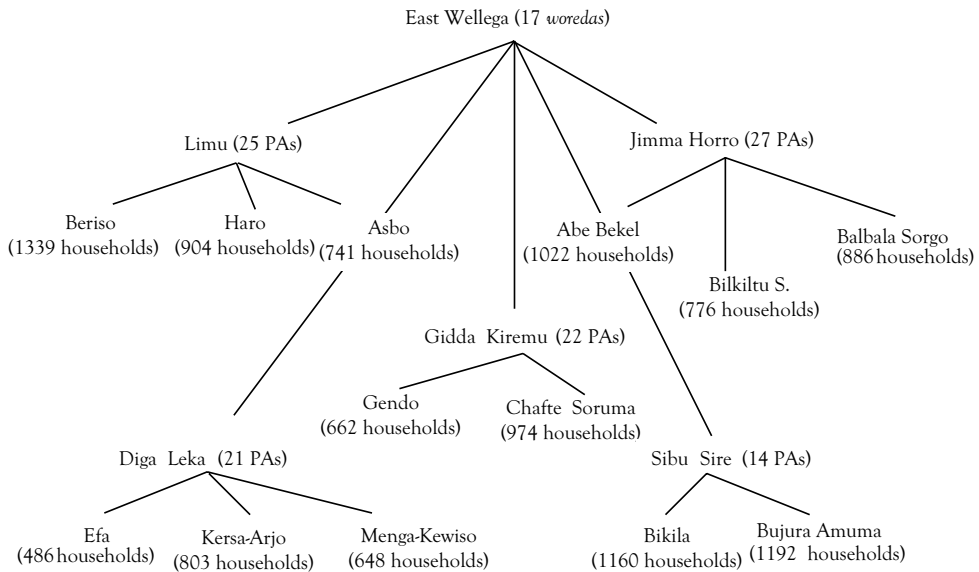 East Wellega (17 woredas)
Limu (25 PAs)
Jimma Horro (27 PAs)
Beriso
(1339 households)
Haro
(904 households)
Asbo
(741 households)
Abe Bekel
(1022 households)
Bilkiltu S.
(776 households)
Balbala Sorgo
(886 households)
Gidda Kiremu (22 PAs)
Gendo
(662 households)
Chafte Soruma
(974 households)
Diga Leka (21 PAs)
Sibu Sire (14 PAs)
Efa
(486 households)
Kersa-Arjo
(803 households)
Menga-Kewiso
(648 households)
Bikila
(1160 households)
Bujura Amuma
(1192 households)